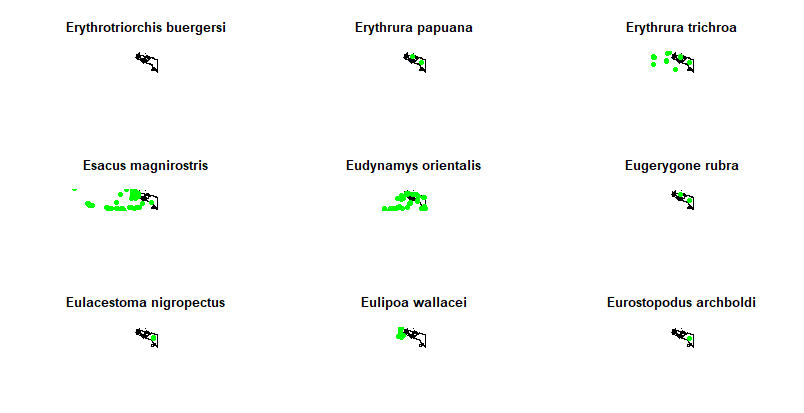 Erythrotriorchis buergersi
Erythrura papuana
Erythrura trichroa
Esacus magnirostris
Eudynamys orientalis
Eugerygone rubra
Eulacestoma nigropectus
Eulipoa wallacei
Eurostopodus archboldi